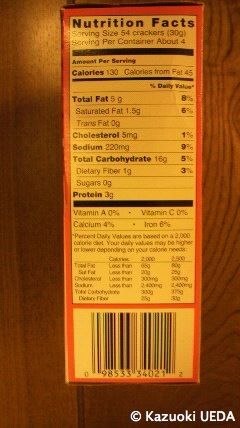 Nutrition Facts
Serving Size 54 crackers (30g)
Serving Per Container About 4
Amount Per Serving
Calories 130 Calories from Fat 45
% Daily Value*
Total Fat 5 g 8%
Saturated Fat 1.5g 6%
Trans Fat 0g
Cholesterol 5mg 1%
Sodium 220mg 9%
Total Carbohydrate 16g 5%
Dietary Fiber 1g 3%
Sugars 0g
Protein 3g
Vitamin A 0% • Vitamin C 0%
Calcium 4% • Iron 6%
*Percent Daily Values are based on a 2,000
calorie diet. Your daily values may be higher
or lower depending on your calorie needs:
Calories: 2,000 2,500
Total Fat Less than 65g 80g
Sat Fat Less than 20g 25g
Cholesterol Less than 300mg 300mg
Sodium Less than 2,400mg 2,400mg
Total Carbohydrate 300g 375g
Dietary Fiber 25g 30g
0 98533 34021 2
© Kazuoki UEDA